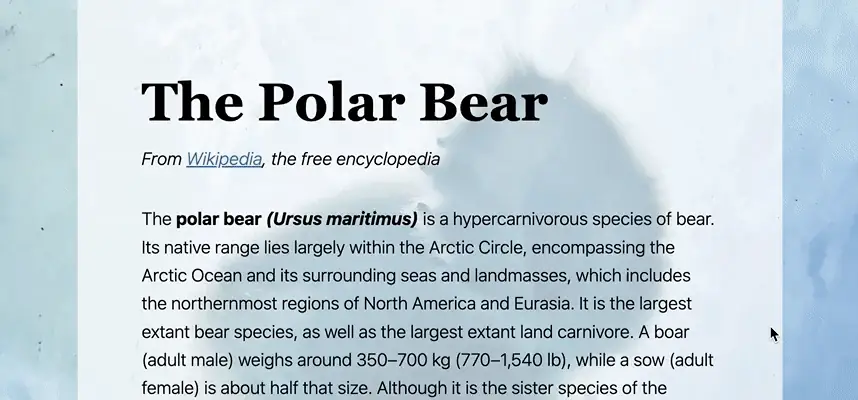 The Polar Bear
From Wikipedia, the free encyclopedia
The polar bear (Ursus maritimus) is a hypercarnivorous species of bear.
Its native range lies largely within the Arctic Circle, encompassing the
Arctic Ocean and its surrounding seas and landmasses, which includes
the northernmost regions of North America and Eurasia. It is the largest
extant bear species, as well as the largest extant land carnivore. A boar
(adult male) weighs around 350–700 kg (770–1,540 lb), while a sow (adult
female) is about half that size. Although it is the sister species of the